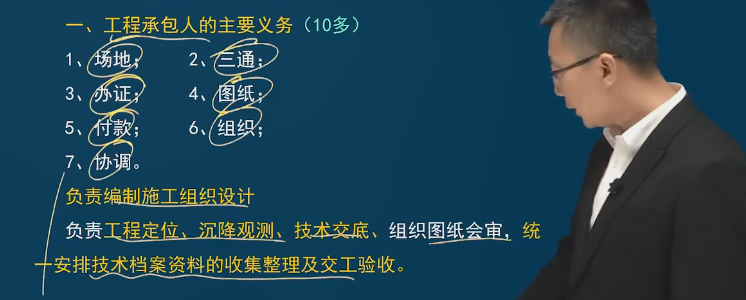 一、工程承包人的主要义务（10多）
1、场地； 2、三通；
3、办证； 4、图纸；
5、付款； 6、组织；
7、协调。
负责编制施工组织设计
负责工程定位、沉降观测、技术交底、组织图纸会审，统
一安排技术档案资料的收集整理及交工验收。